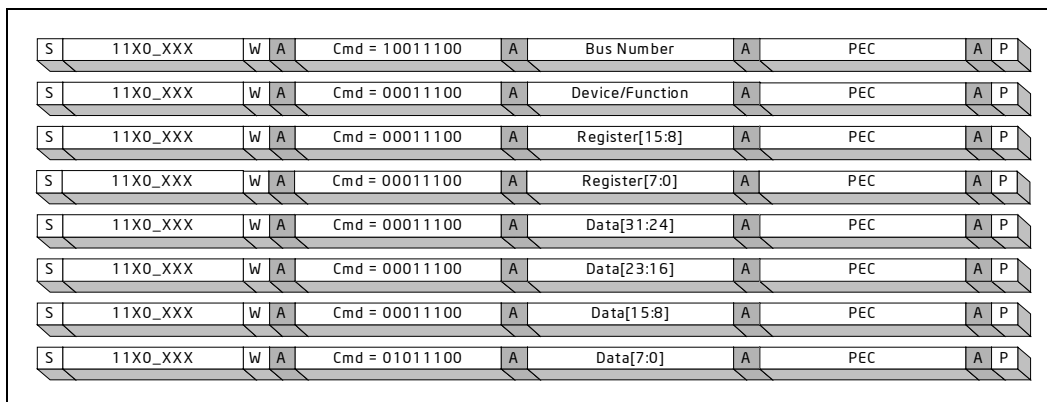 S 11X0_XXX W A Cmd = 10011100 A Bus Number A PEC A P
S 11X0_XXX W A Cmd = 00011100 A Device/Function A PEC A P
S 11X0_XXX W A Cmd = 00011100 A Register[15:8] A PEC A P
S 11X0_XXX W A Cmd = 00011100 A Register[7:0] A PEC A P
S 11X0_XXX W A Cmd = 00011100 A Data[31:24] A PEC A P
S 11X0_XXX W A Cmd = 00011100 A Data[23:16] A PEC A P
S 11X0_XXX W A Cmd = 00011100 A Data[15:8] A PEC A P
S 11X0_XXX W A Cmd = 01011100 A Data[7:0] A PEC A P